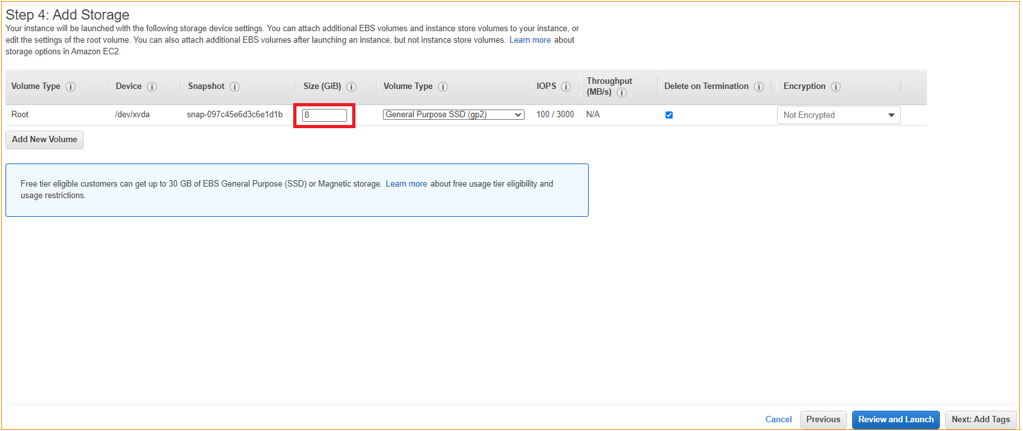 Step 4: Add Storage
Your instance will be launched with the following storage device settings. You can attach additional EBS volumes and instance store volumes to your instance, or
edit the settings of the root volume. You can also attach additional EBS volumes after launching an instance, but not instance store volumes. Learn more about
storage options in Amazon EC2.
Volume Type i Device i Snapshot i Size (GiB) i Volume Type i IOPS i Throughput (MB/s) i Delete on Termination i Encryption i
Root /dev/xvda snap-097c45e6d3c6e1d1b 8 General Purpose SSD (gp2) 100 / 3000 N/A Not Encrypted
Add New Volume
Free tier eligible customers can get up to 30 GB of EBS General Purpose (SSD) or Magnetic storage. Learn more about free usage tier eligibility and
usage restrictions.
Cancel Previous Review and Launch Next: Add Tags